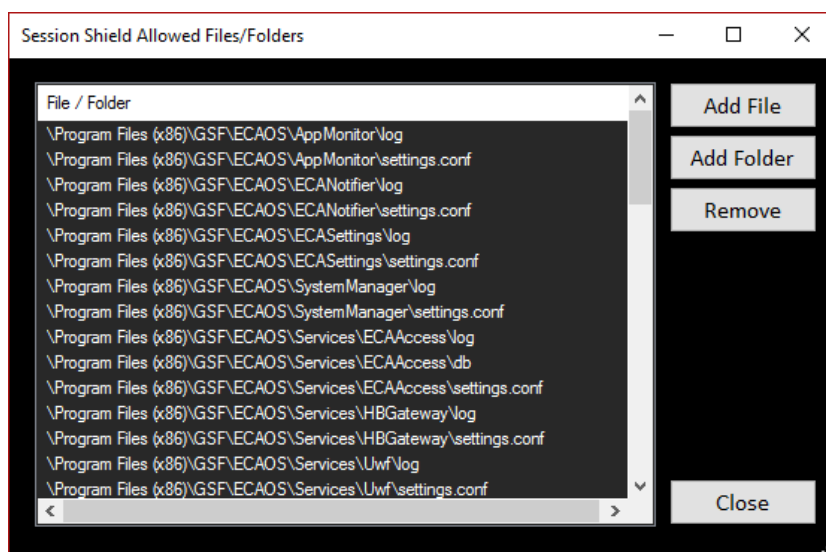 Session Shield Allowed Files/Folders
File / Folder
\Program Files (x86)\GSF\ECAOS\AppMonitor\log
\Program Files (x86)\GSF\ECAOS\AppMonitor\settings.conf
\Program Files (x86)\GSF\ECAOS\ECANotifier\log
\Program Files (x86)\GSF\ECAOS\ECANotifier\settings.conf
\Program Files (x86)\GSF\ECAOS\ECASettings\log
\Program Files (x86)\GSF\ECAOS\ECASettings\settings.conf
\Program Files (x86)\GSF\ECAOS\SystemManager\log
\Program Files (x86)\GSF\ECAOS\SystemManager\settings.conf
\Program Files (x86)\GSF\ECAOS\Services\ECAAccess\log
\Program Files (x86)\GSF\ECAOS\Services\ECAAccess\db
\Program Files (x86)\GSF\ECAOS\Services\ECAAccess\settings.conf
\Program Files (x86)\GSF\ECAOS\Services\HBGateway\log
\Program Files (x86)\GSF\ECAOS\Services\HBGateway\settings.conf
\Program Files (x86)\GSF\ECAOS\Services\Uwf\log
\Program Files (x86)\GSF\ECAOS\Services\Uwf\settings.conf
Add File
Add Folder
Remove
Close